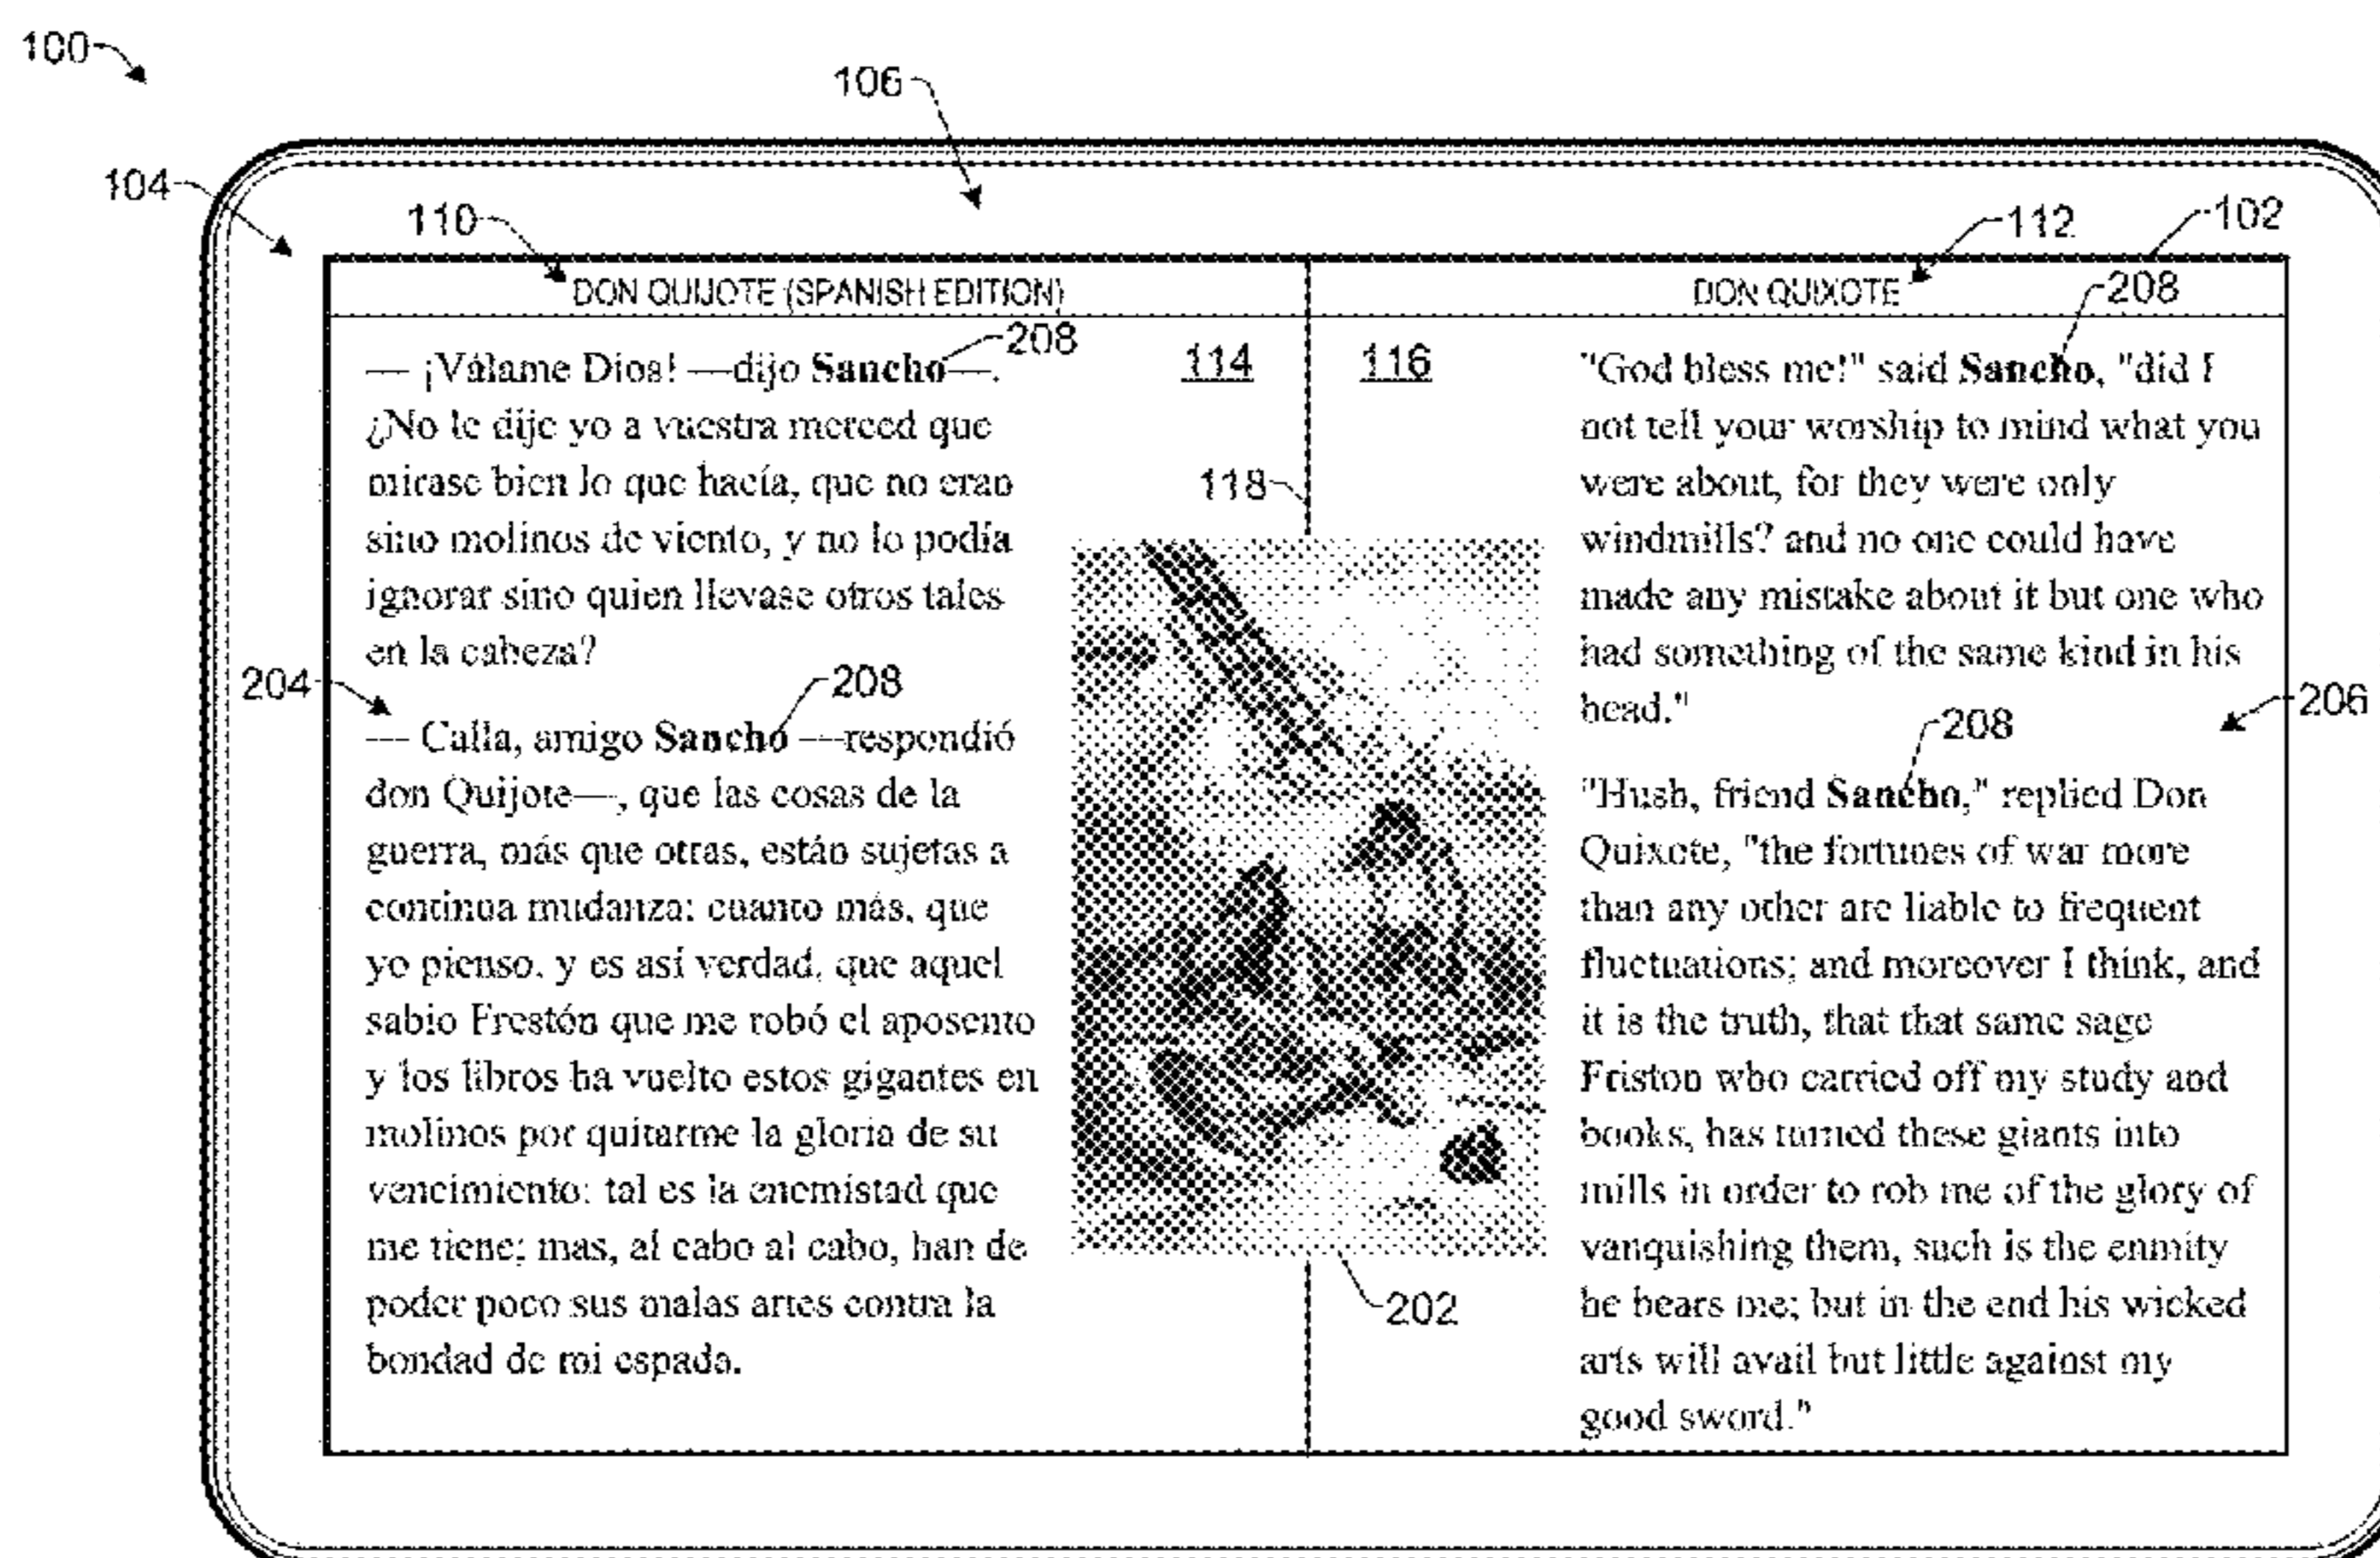 100
106
104
110
112
102
DON QUIJOTE (SPANISH EDITION)
DON QUIXOTE
208
208
114
116
— ¡Válame Dios! —dijo Sancho—.
¿No le dije yo a vuestra merced que
mirase bien lo que hacía, que no eran
sino molinos de viento, y no lo podía
ignorar sino quien llevase otros tales
en la cabeza?
204
208
— Calla, amigo Sancho —respondió
don Quijote—, que las cosas de la
guerra, más que otras, están sujetas a
continua mudanza: cuanto más, que
yo pienso, y es así verdad, que aquel
sabio Frestón que me robó el aposento
y los libros ha vuelto estos gigantes en
molinos por quitarme la gloria de su
vencimiento: tal es la enemistad que
me tiene; mas, al cabo al cabo, han de
poder poco sus malas artes contra la
bondad de mi espada.
118
202
"God bless me!" said Sancho, "did I
not tell your worship to mind what you
were about, for they were only
windmills? and no one could have
made any mistake about it but one who
had something of the same kind in his
head."
206
208
"Hush, friend Sancho," replied Don
Quixote, "the fortunes of war more
than any other are liable to frequent
fluctuations; and moreover I think, and
it is the truth, that that same sage
Friston who carried off my study and
books, has turned these giants into
mills in order to rob me of the glory of
vanquishing them, such is the enmity
he bears me; but in the end his wicked
arts will avail but little against my
good sword."